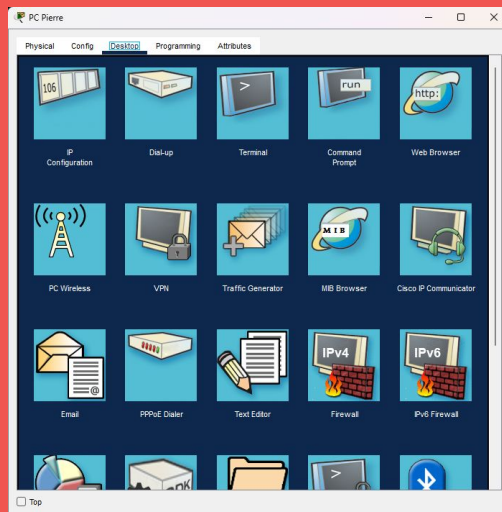 PC Pierre
Physical Config Desktop Programming Attributes
106
>
run
http:
IP
Configuration
Dial-up
Terminal
Command
Prompt
Web Browser
MIB
PC Wireless
VPN
Traffic Generator
MIB Browser
Cisco IP Communicator
@
IPv4
IPv6
Email
PPPoE Dialer
Text Editor
Firewall
IPv6 Firewall
>
Top